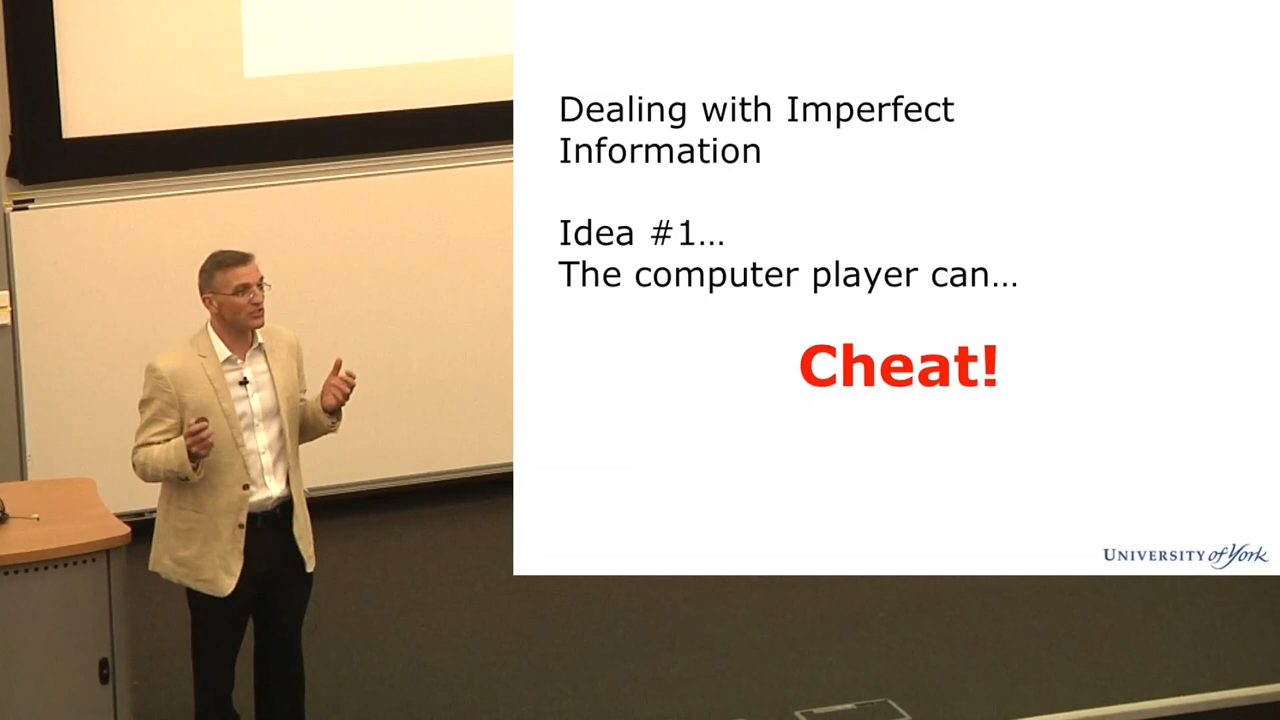 Dealing with Imperfect
Information
Idea #1…
The computer player can…
Cheat!
UNIVERSITY of York